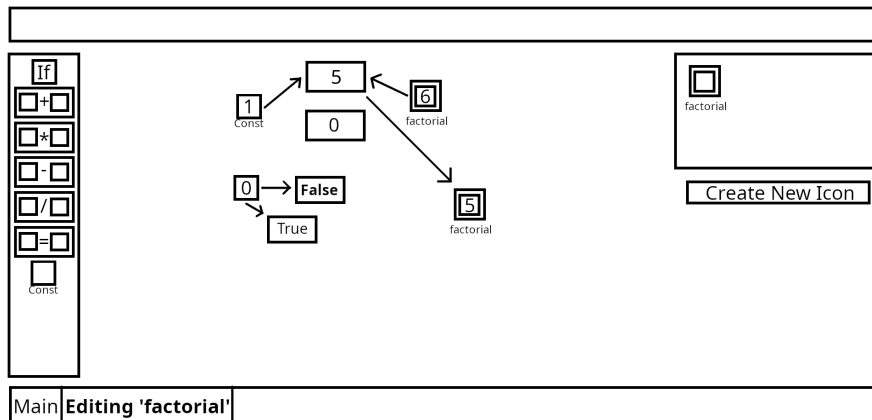 If
+
*
-
/
=
Const
1
Const
5
0
6
factorial
0
False
True
5
factorial
factorial
Create New Icon
Main
Editing 'factorial'